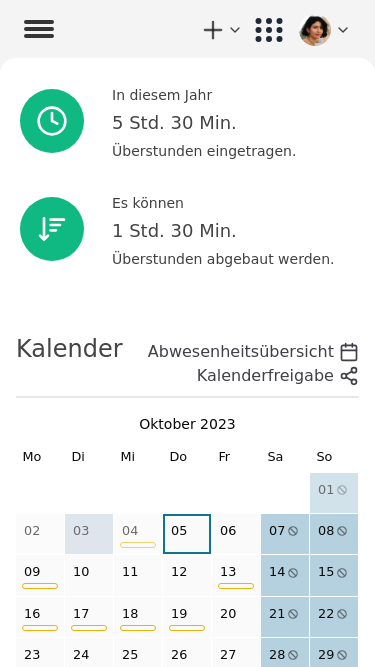 In diesem Jahr
5 Std. 30 Min.
Überstunden eingetragen.
Es können
1 Std. 30 Min.
Überstunden abgebaut werden.
Kalender
Abwesenheitsübersicht
Kalenderfreigabe
Oktober 2023
Mo Di Mi Do Fr Sa So
01
02 03 04 05 06 07 08
09 10 11 12 13 14 15
16 17 18 19 20 21 22
23 24 25 26 27 28 29